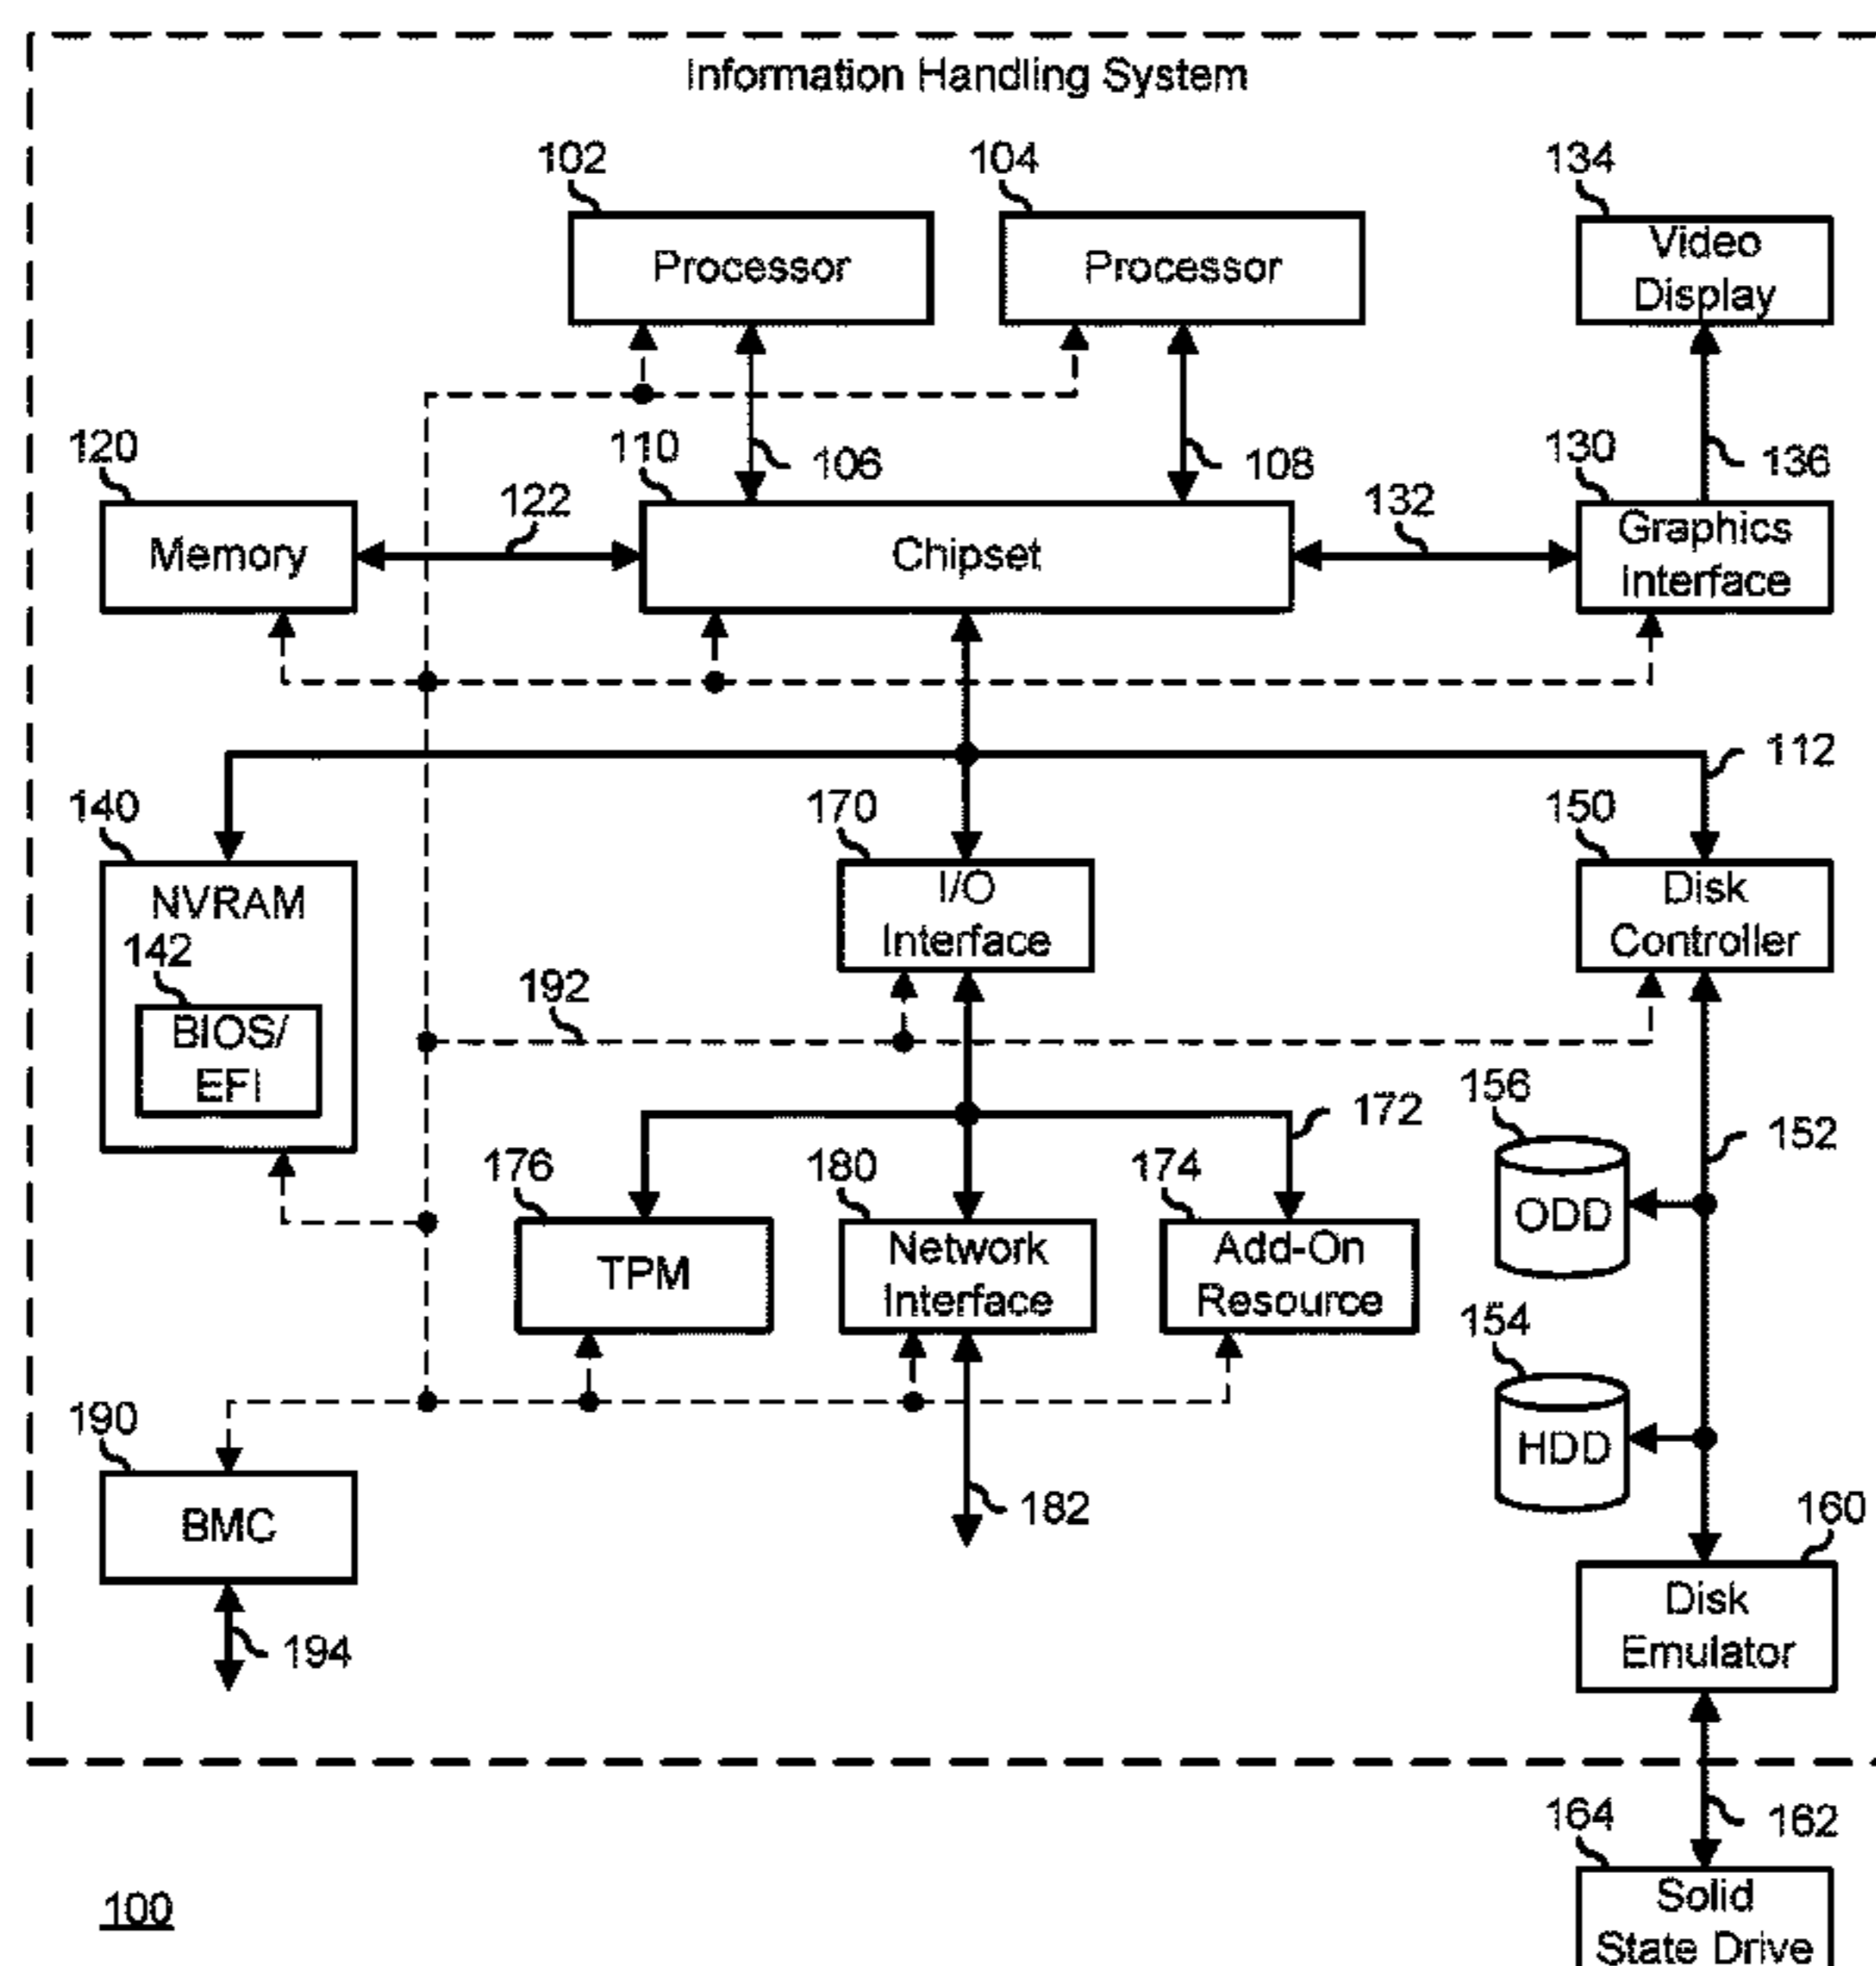 Information Handling System
102
104
134
Processor
Processor
Video
Display
120
110
106
108
130
136
122
132
Memory
Chipset
Graphics
Interface
112
140
170
150
NVRAM
I/O
Interface
Disk
Controller
142
BIOS/
EFI
192
156
172
152
176
180
174
ODD
TPM
Network
Interface
Add-On
Resource
154
190
HDD
182
BMC
160
194
Disk
Emulator
164
162
100
Solid
State Drive